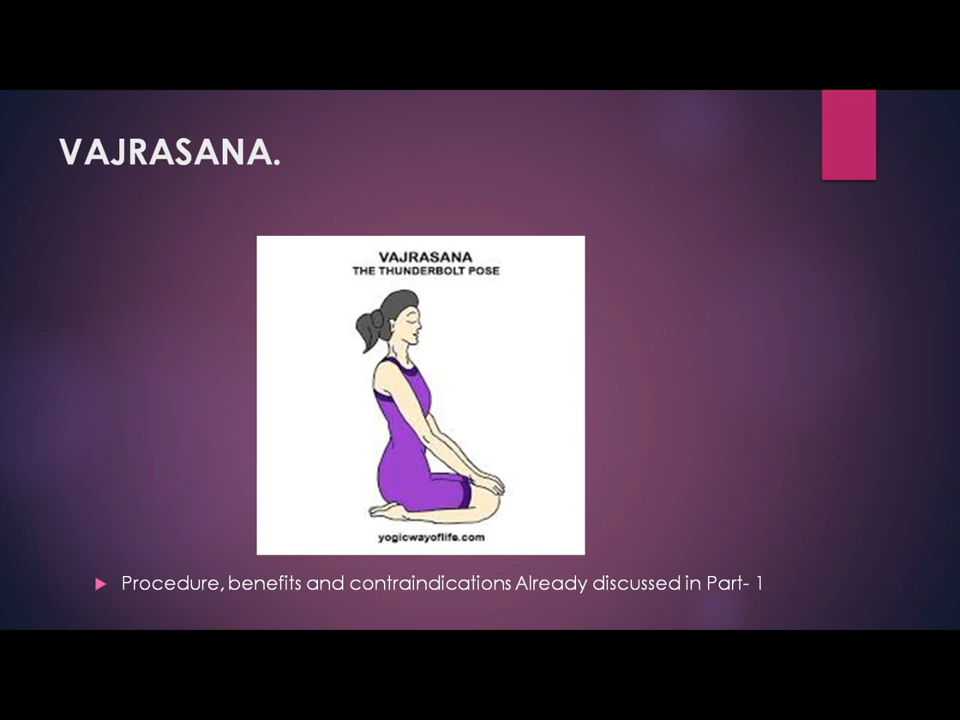 VAJRASANA.
VAJRASANA
THE THUNDERBOLT POSE
yogicwayoflife.com
Procedure, benefits and contraindications Already discussed in Part- 1